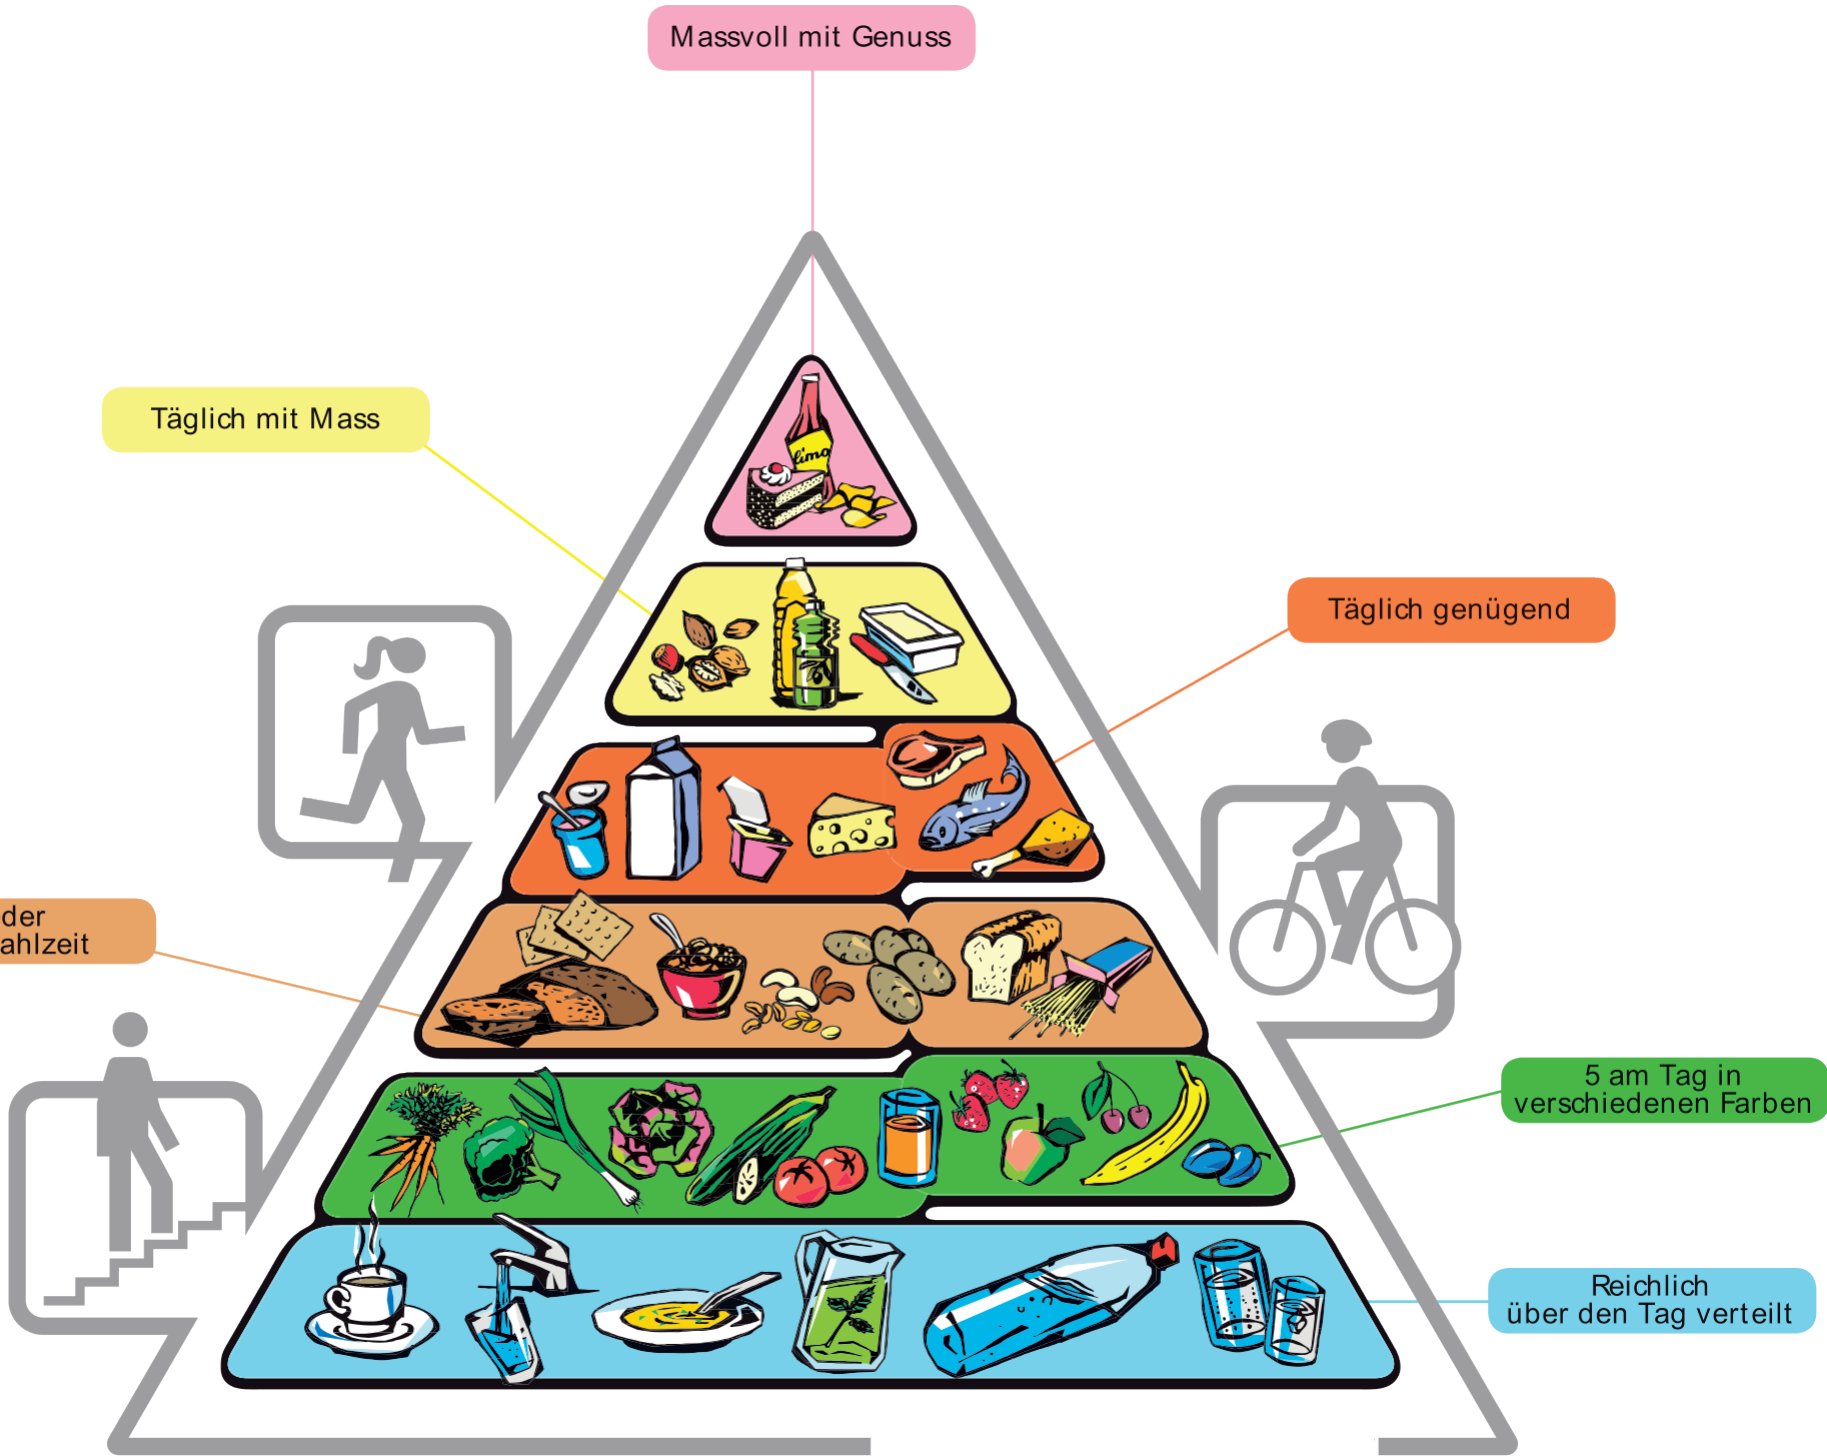 Massvoll mit Genuss
Täglich mit Mass
limo
Täglich genügend
der
ahlzeit
5 am Tag in
verschiedenen Farben
Reichlich
über den Tag verteilt